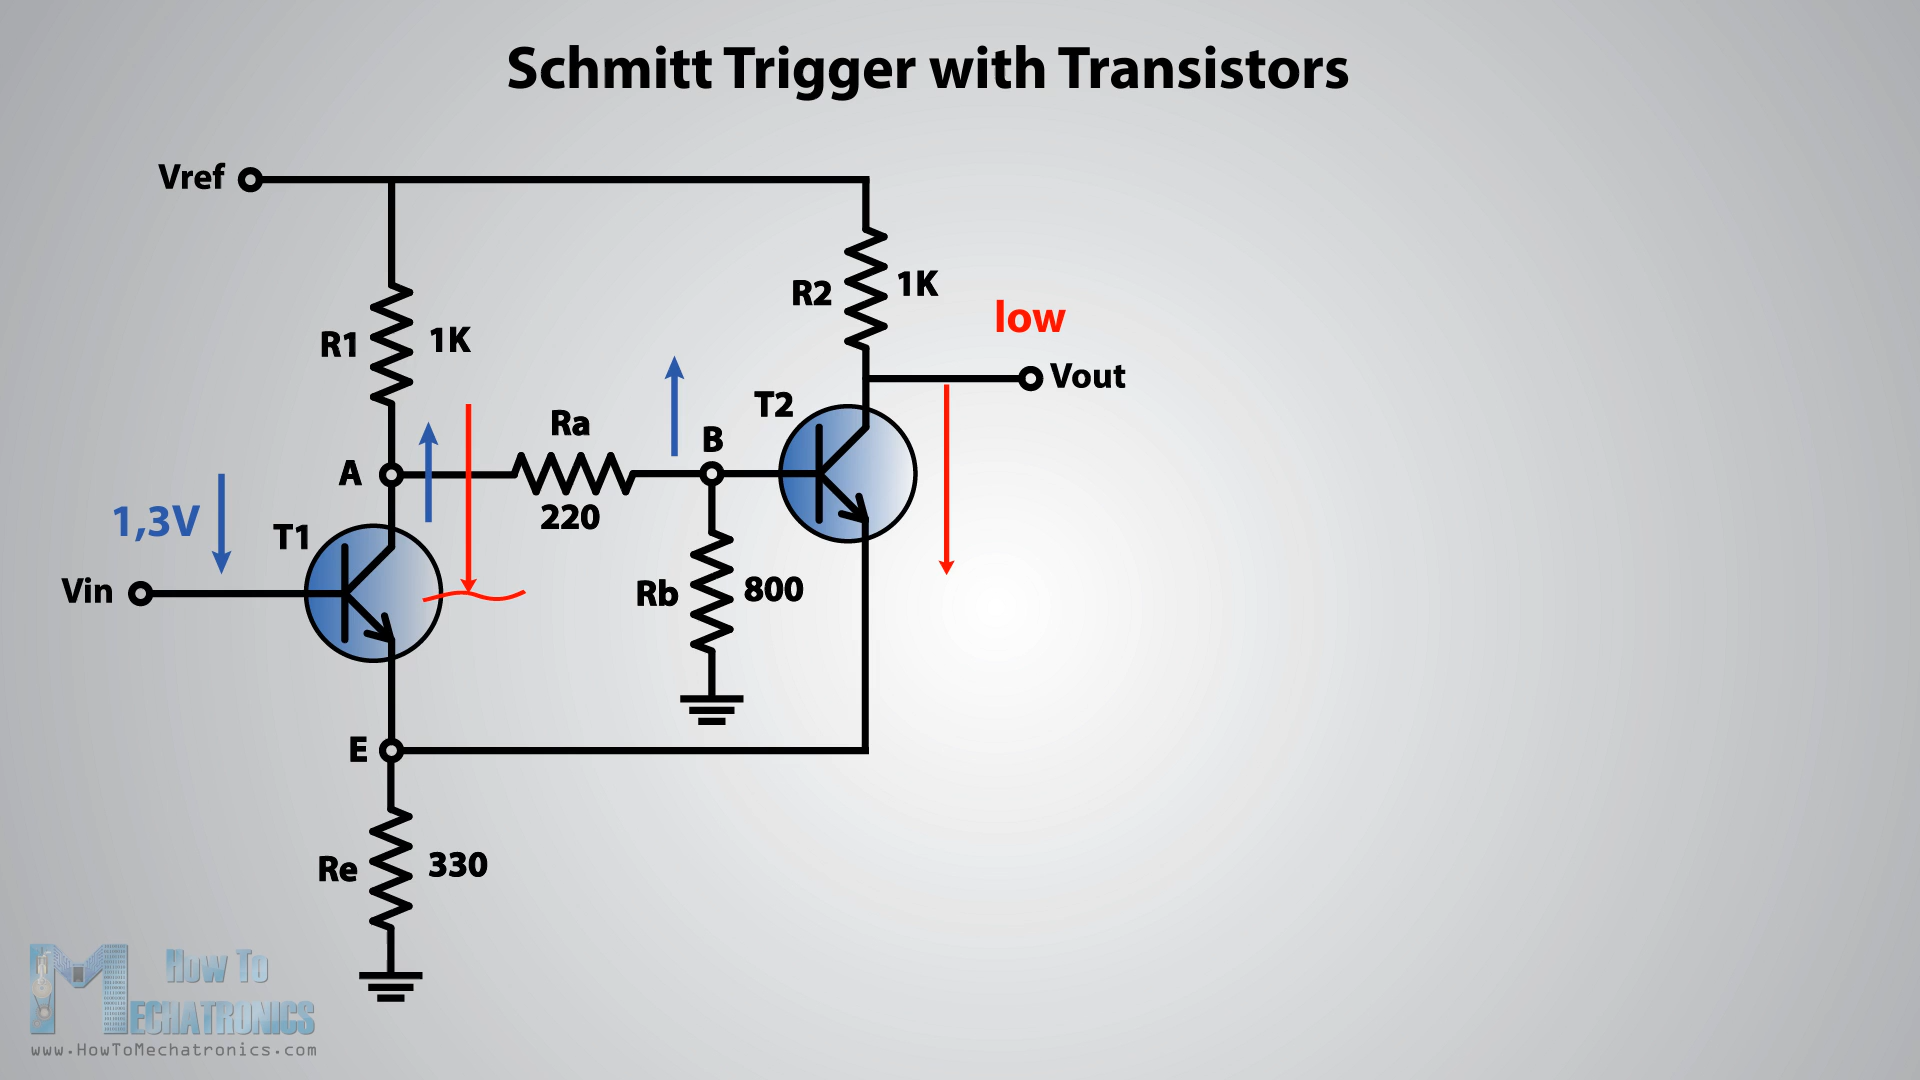 Schmitt Trigger with Transistors
Vref
R2
1K
low
R1
1K
Vout
T2
Ra
B
A
220
1,3V
T1
Vin
Rb
800
E
Re
330
How To
MECHATRONICS
www.HowToMechatronics.com